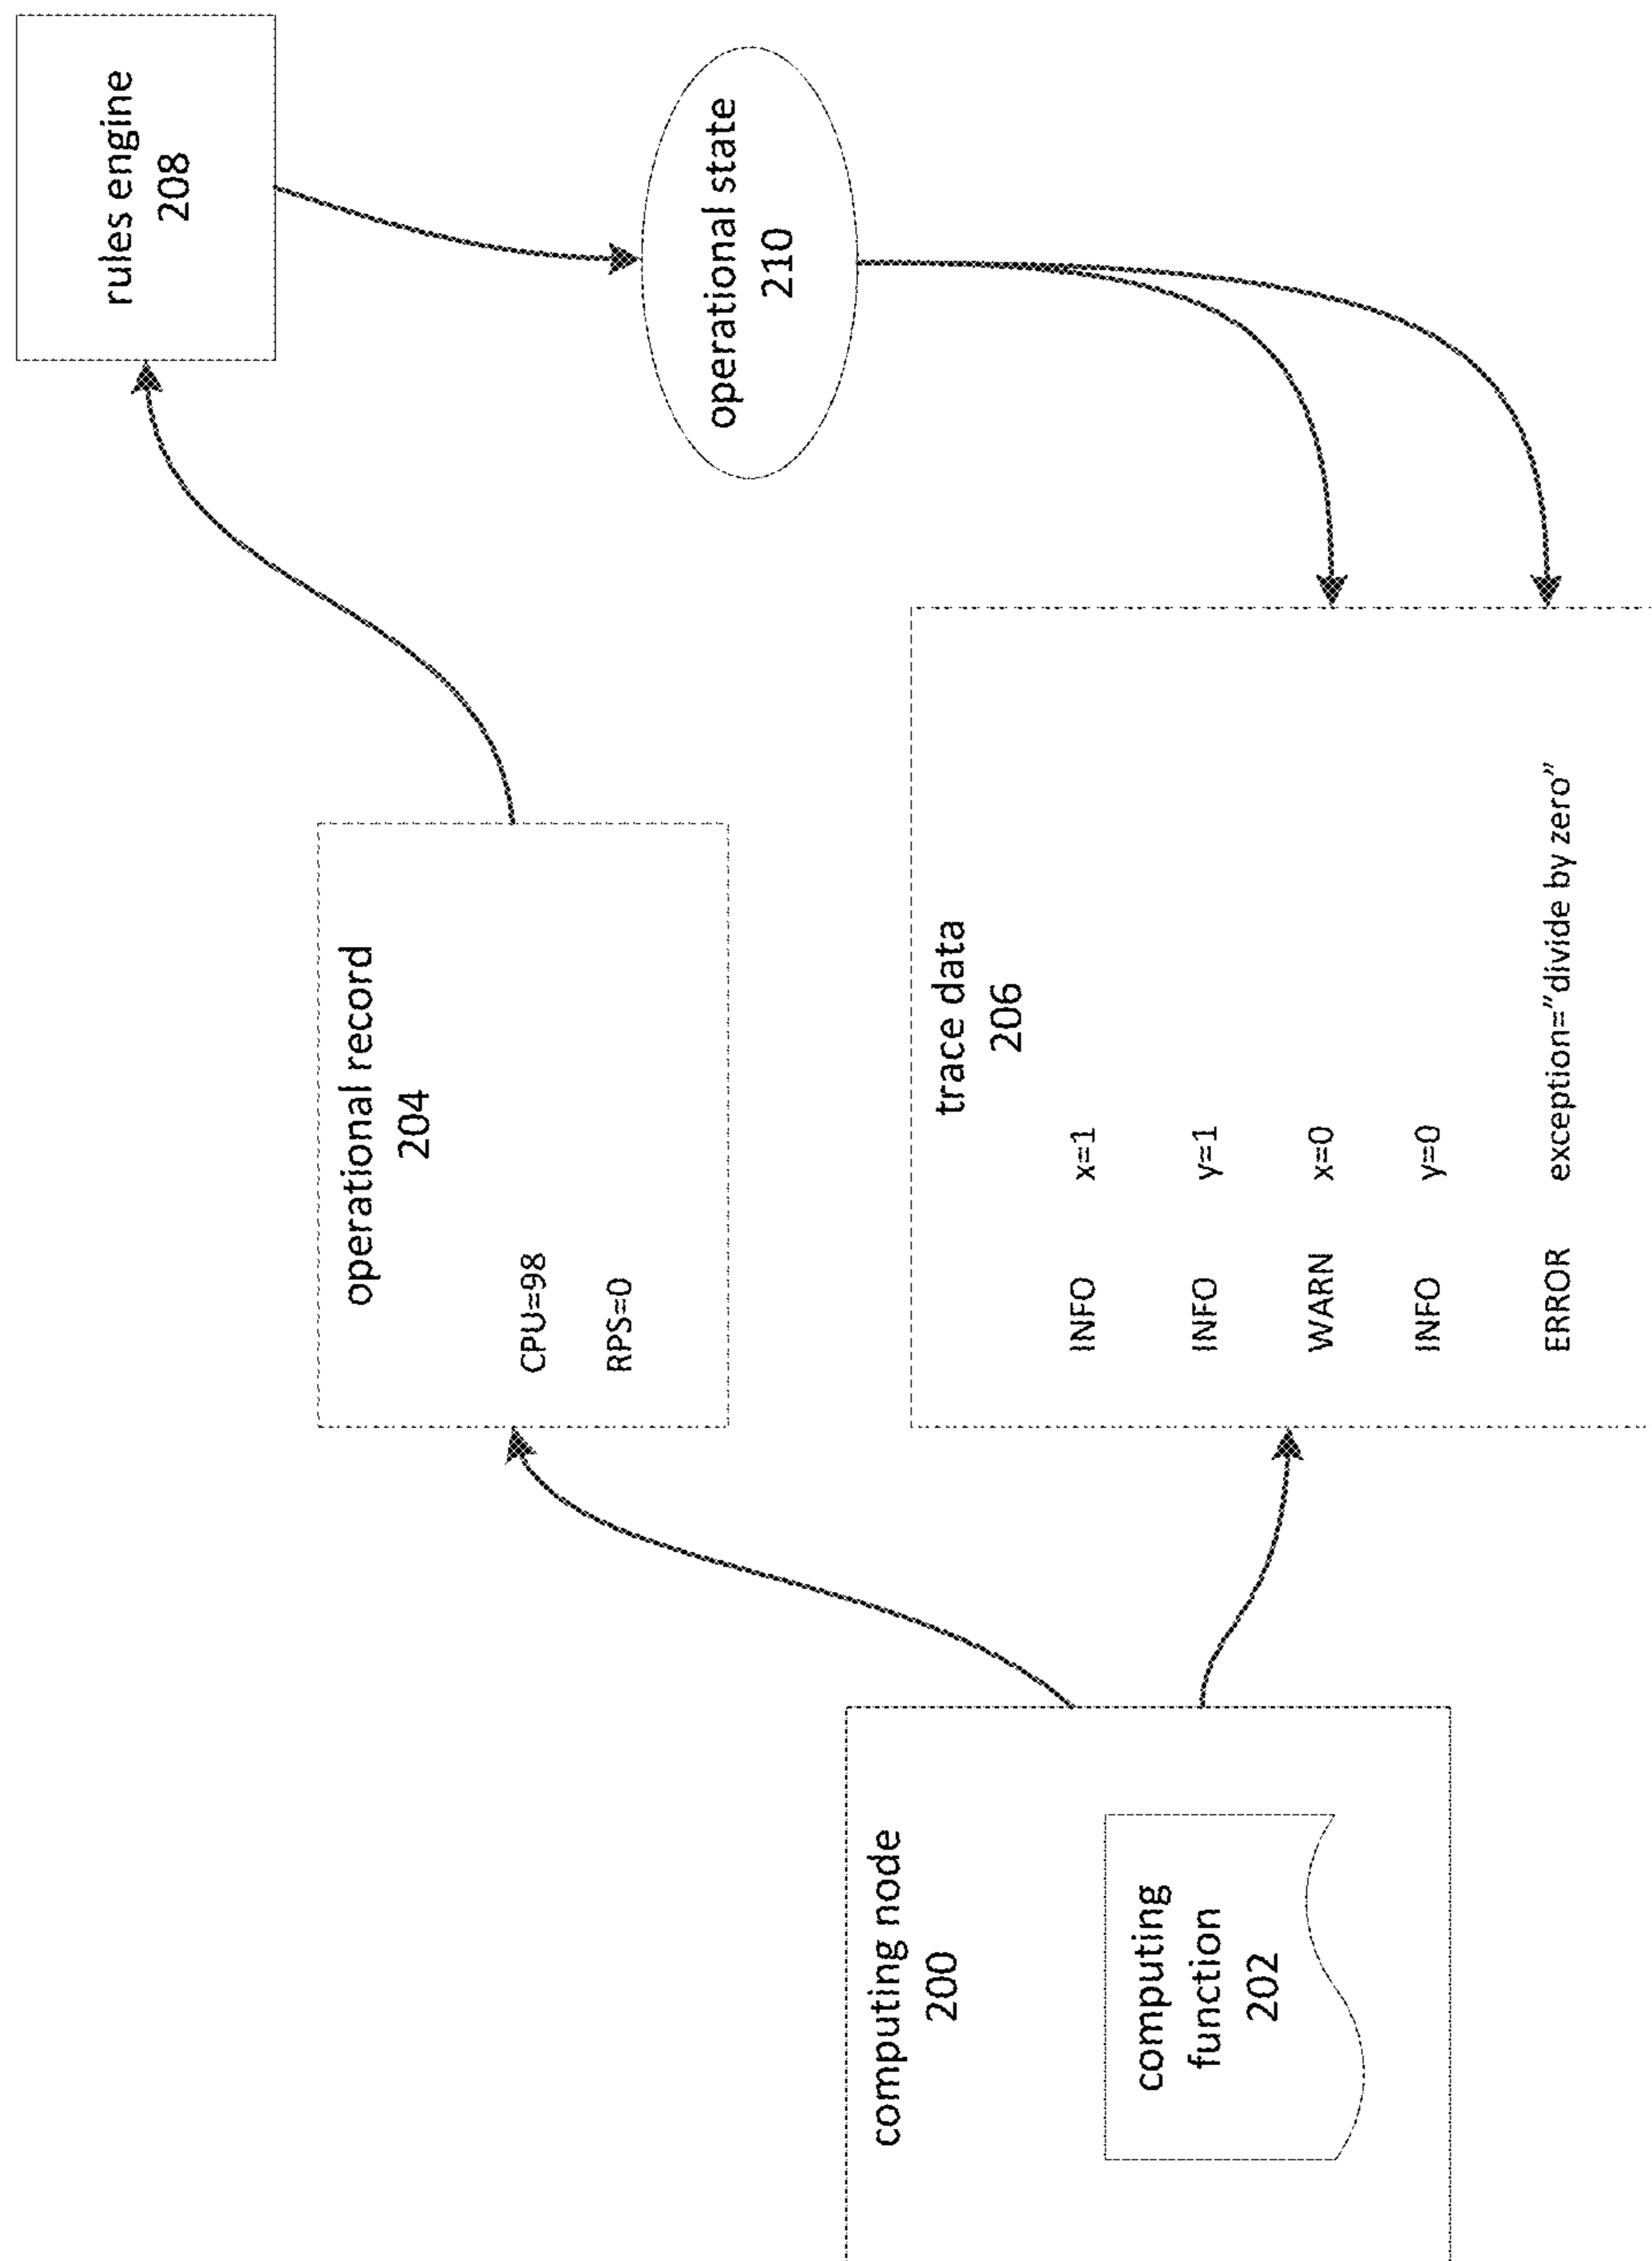 computing node
200
computing
function
202
operational record
204
CPU=98
RPS=0
trace data
206
INFO x=1
INFO y=1
WARN x=0
INFO y=0
ERROR exception=”divide by zero”
rules engine
208
operational state
210